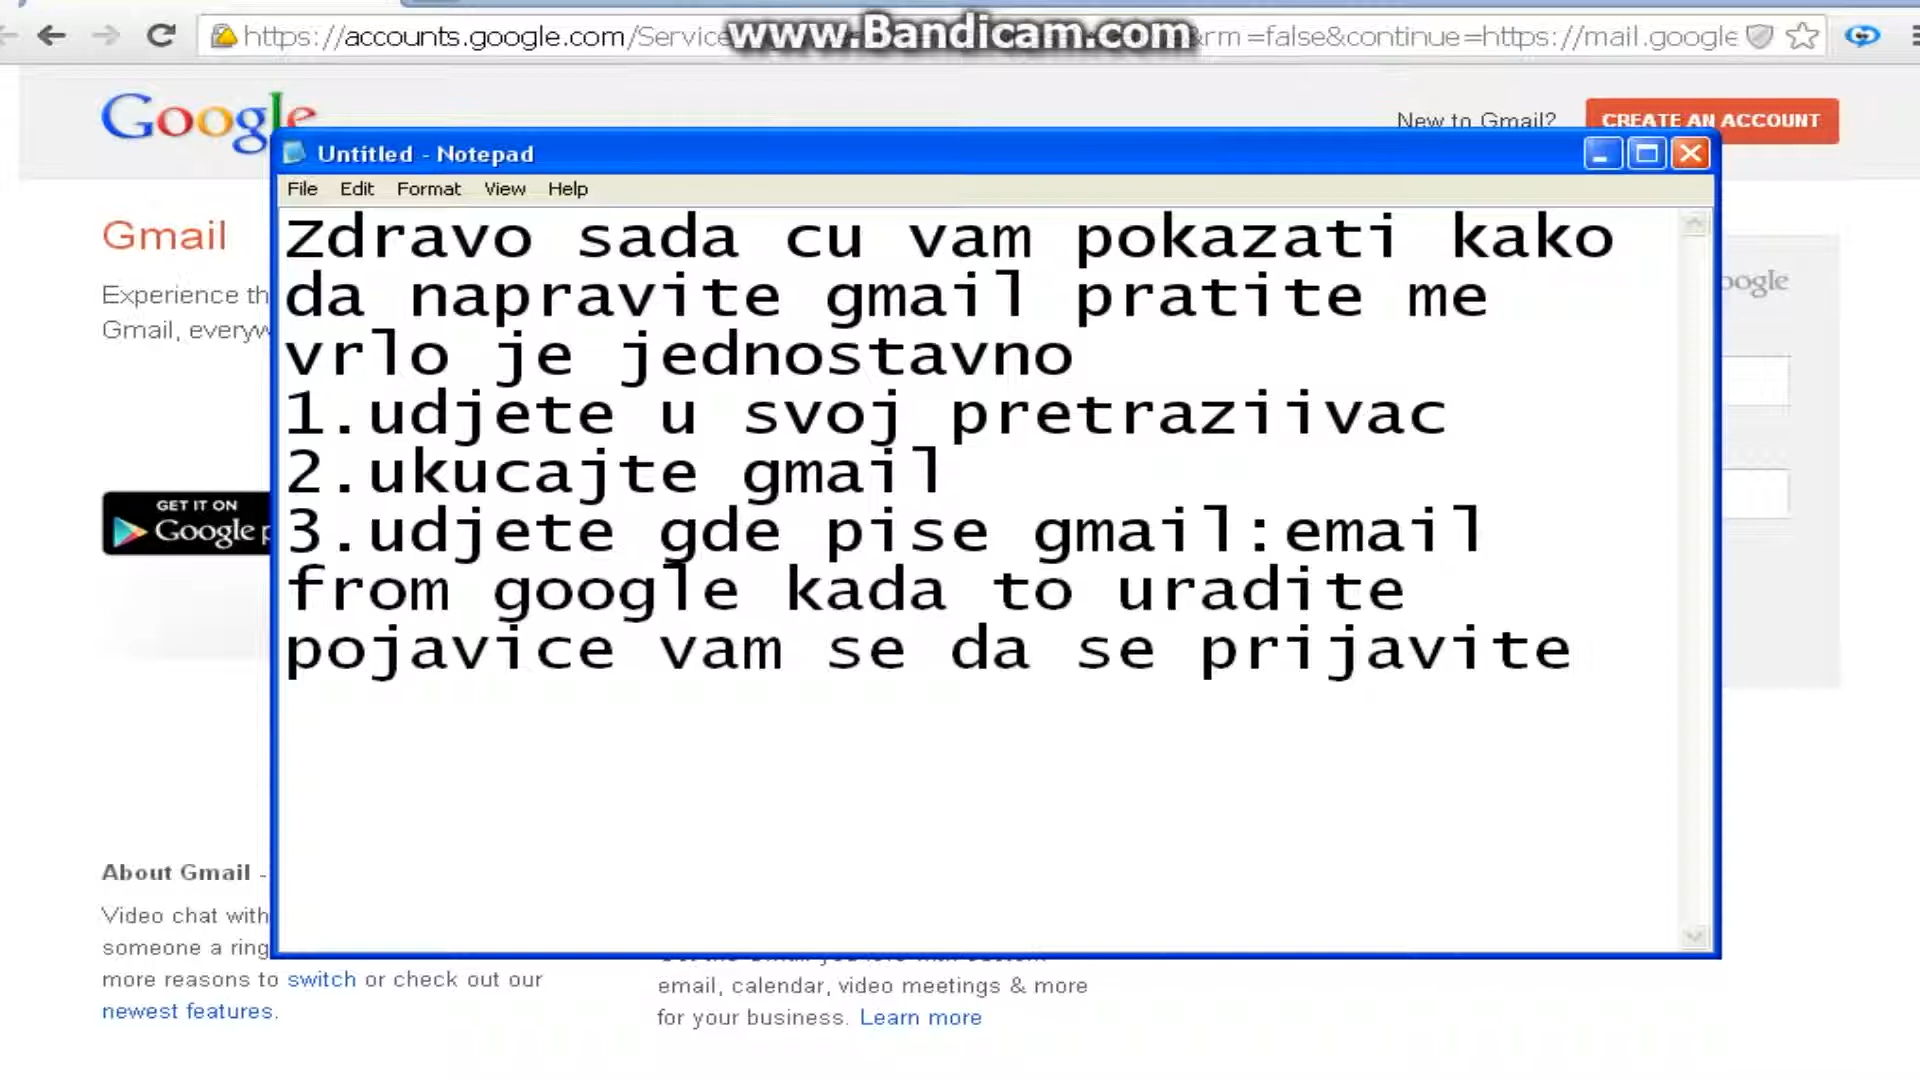 https://accounts.google.com/Service
www.Bandicam.com
rm=false&continue=https://mail.google
Google
New to Gmail?
CREATE AN ACCOUNT
Untitled - Notepad
File Edit Format View Help
Zdravo sada cu vam pokazati kako
da napravite gmail pratite me
vrlo je jednostavno
1.udjete u svoj pretraziivac
2.ukucajte gmail
3.udjete gde pise gmail:email
from google kada to uradite
pojavice vam se da se prijavite
Gmail
Experience th
Gmail, everyw
oogle
GET IT ON
Google p
About Gmail -
Video chat with
someone a ring
more reasons to switch or check out our
newest features.
email, calendar, video meetings & more
for your business. Learn more